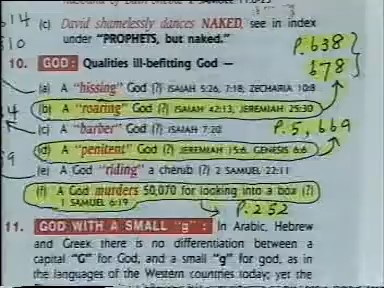 (c) David shamelessly dances NAKED, see in index
under "PROPHETS, but naked."
P.638
678
10. GOD: Qualities ill-befitting God —
(a) A "hissing" God (?) ISAIAH 5:26, 7:18, ZECHARIA 10:8
(b) A "roaring" God (?) ISAIAH 42:13, JEREMIAH 25:30
(c) A "barber" God (?) ISAIAH 7:20
P.5, 669
(d) A "penitent" God (?) JEREMIAH 15:6, GENESIS 6:6
(e) A God "riding" a cherub (?) 2 SAMUEL 22:11
(f) A God murders 50,070 for looking into a box (?)
1 SAMUEL 6:19
P.252
11. GOD WITH A SMALL "g" : In Arabic, Hebrew
and Greek there is no differentiation between a
capital "G" for God, and a small "g" for god, as in
the languages of the Western countries today; yet the